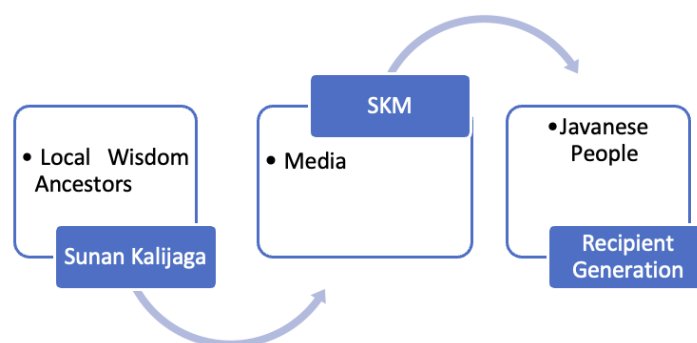 • Local Wisdom
Ancestors
Sunan Kalijaga
SKM
• Media
•Javanese
People
Recipient
Generation